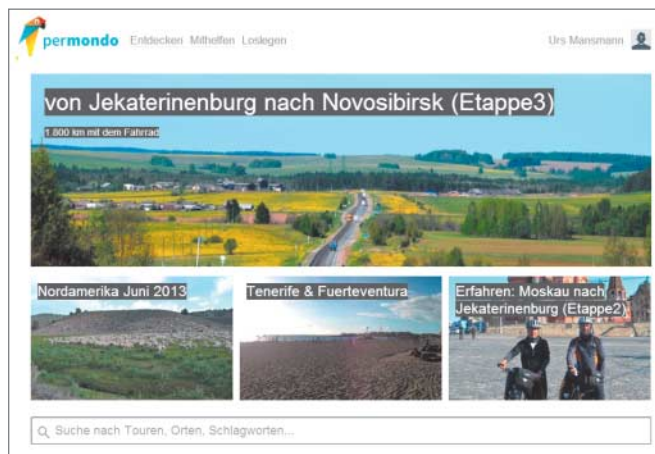 permondo Entdecken Mithelfen Loslegen Urs Mansmann
von Jekaterinenburg nach Novosibirsk (Etappe3)
1.800 km mit dem Fahrrad
Nordamerika Juni 2013
Tenerife & Fuerteventura
Erfahren: Moskau nach
Jekaterinenburg (Etappe2)
Suche nach Touren, Orten, Schlagworten...